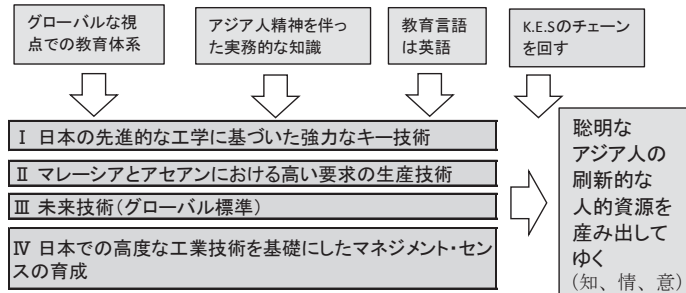 グローバルな視
点での教育体系
アジア人精神を伴っ
た実務的な知識
教育言語
は英語
K.E.Sのチェーン
を回す
Ⅰ 日本の先進的な工学に基づいた強力なキー技術
Ⅱ マレーシアとアセアンにおける高い要求の生産技術
Ⅲ 未来技術(グローバル標準)
Ⅳ 日本での高度な工業技術を基礎にしたマネジメント・セン
スの育成
聡明な
アジア人の
刷新的な
人的資源を
産み出して
ゆく
(知、情、意)